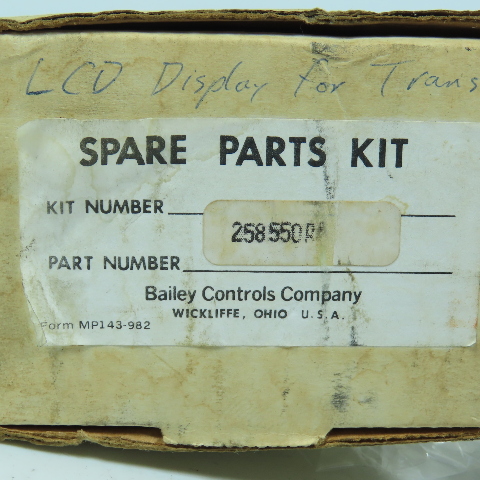 LCD Display for Trans
SPARE PARTS KIT
KIT NUMBER
258550
PART NUMBER
Bailey Controls Company
WICKLIFFE, OHIO U.S.A.
Form MP143-982